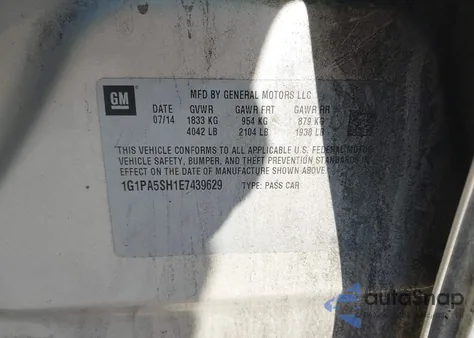 GM
MFD BY GENERAL MOTORS LLC
DATE GVWR GAWR FRT GAWR RR
07/14 1833 KG 954 KG 879 KG
4042 LB 2104 LB 1938 LB
THIS VEHICLE CONFORMS TO ALL APPLICABLE U.S. FEDERAL MOTOR
VEHICLE SAFETY, BUMPER, AND THEFT PREVENTION STANDARDS
IN EFFECT ON THE DATE OF MANUFACTURE SHOWN ABOVE.
1G1PA5SH1E7439629 TYPE: PASS CAR
autoSnap